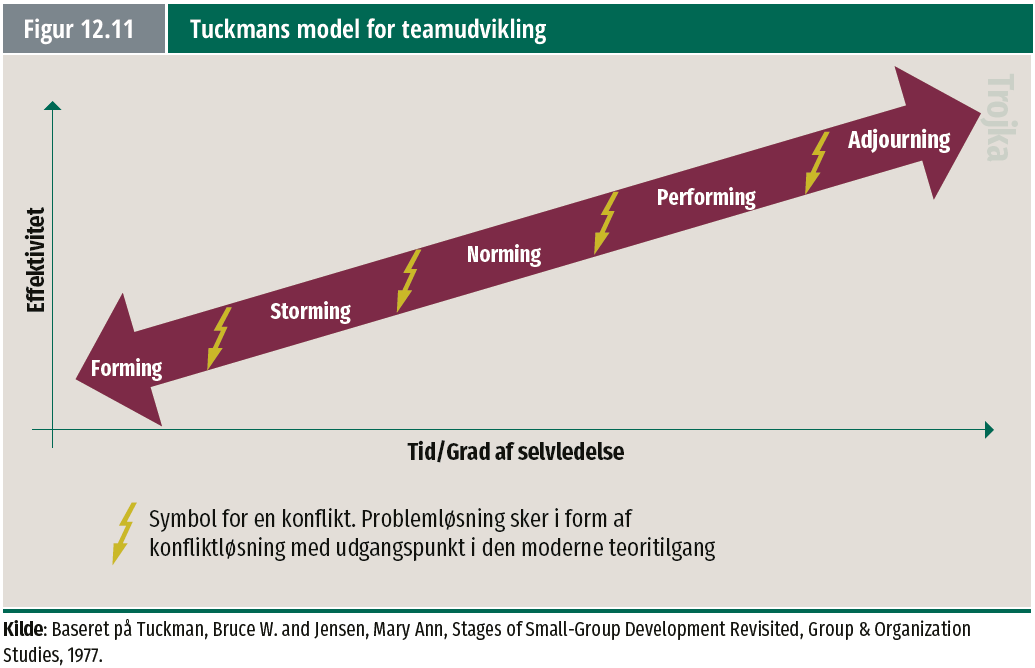 Figur 12.11
Tuckmans model for teamudvikling
Trojka
Effektivitet
Forming
Storming
Norming
Performing
Adjourning
Tid/Grad af selvledelse
Symbol for en konflikt. Problemløsning sker i form af
konfliktløsning med udgangspunkt i den moderne teoritilgang
Kilde: Baseret på Tuckman, Bruce W. and Jensen, Mary Ann, Stages of Small-Group Development Revisited, Group & Organization
Studies, 1977.